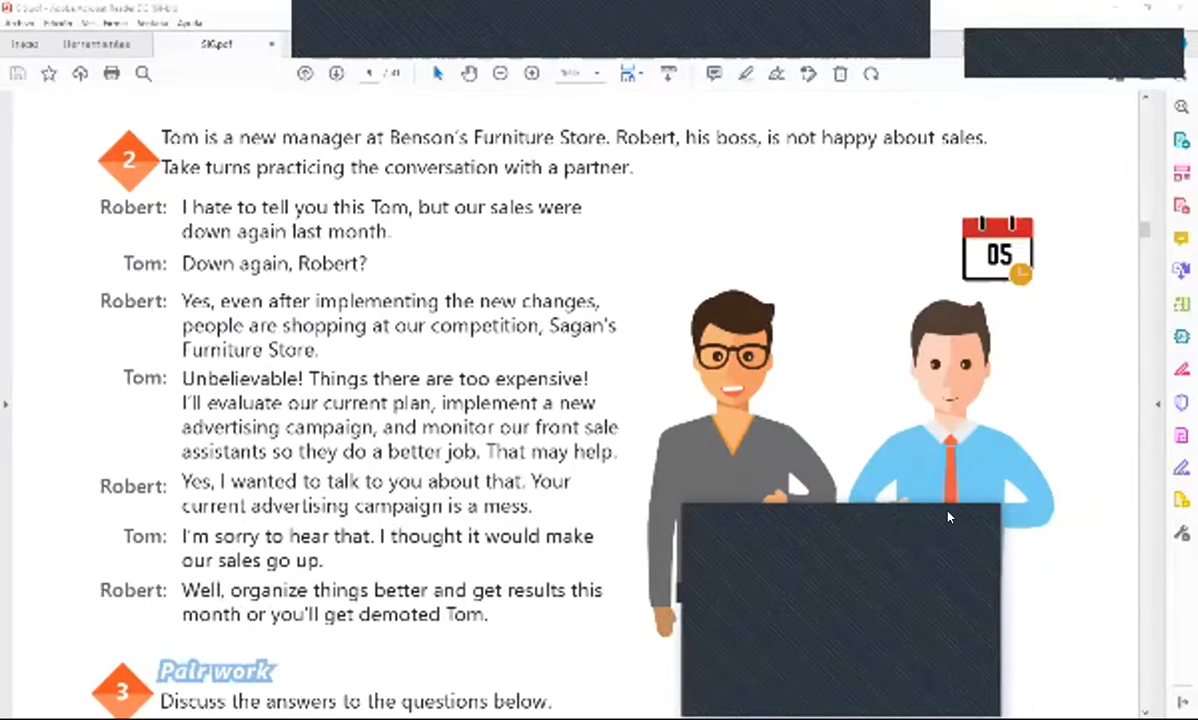 Inicio Herramientas SIG.pdf
2
Tom is a new manager at Benson's Furniture Store. Robert, his boss, is not happy about sales.
Take turns practicing the conversation with a partner.
Robert: I hate to tell you this Tom, but our sales were
down again last month.
Tom: Down again, Robert?
Robert: Yes, even after implementing the new changes,
people are shopping at our competition, Sagan's
Furniture Store.
Tom: Unbelievable! Things there are too expensive!
I'll evaluate our current plan, implement a new
advertising campaign, and monitor our front sale
assistants so they do a better job. That may help.
Robert: Yes, I wanted to talk to you about that. Your
current advertising campaign is a mess.
Tom: I'm sorry to hear that. I thought it would make
our sales go up.
Robert: Well, organize things better and get results this
month or you'll get demoted Tom.
05
Pair work
3
Discuss the answers to the questions below.